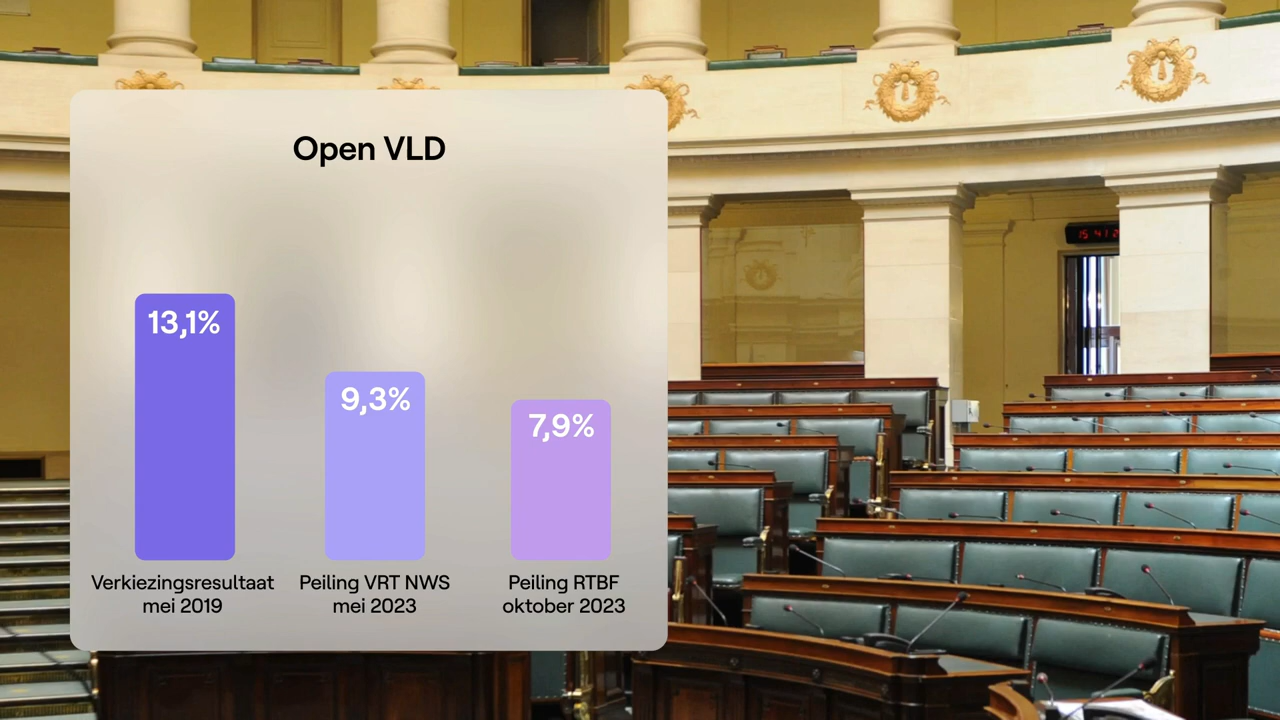 Open VLD
13,1%
9,3%
7,9%
Verkiezingsresultaat
mei 2019
Peiling VRT NWS
mei 2023
Peiling RTBF
oktober 2023